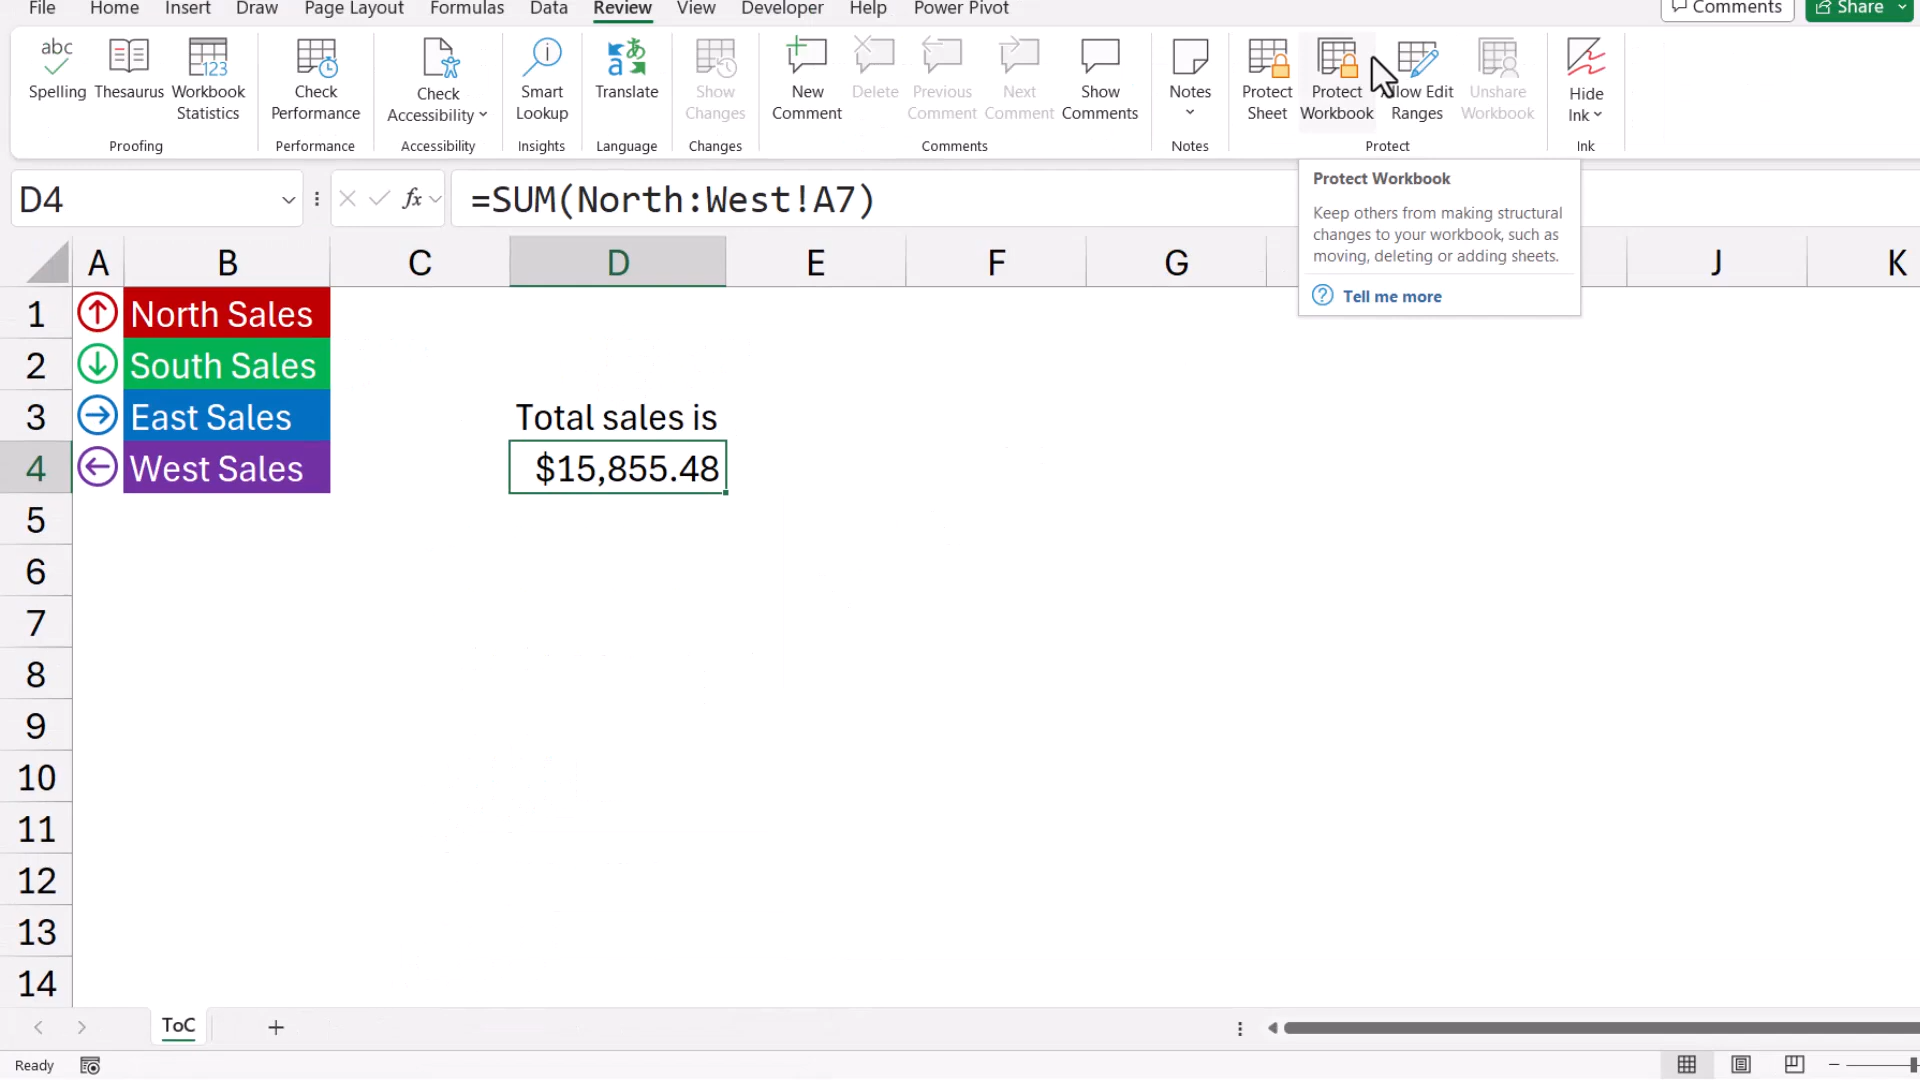 File Home Insert Draw Page Layout Formulas Data Review View Developer Help Power Pivot Comments Share
abc
123
a あ
Spelling Thesaurus Workbook Statistics
Check Performance
Check Accessibility
Smart Lookup
Translate
Show Changes
New Comment
Delete
Previous Comment
Next Comment
Show Comments
Notes
Protect Sheet
Protect Workbook
llow Edit Ranges
Unshare Workbook
Hide Ink
Proofing Performance Accessibility Insights Language Changes Comments Notes Protect Ink
D4 fx =SUM(North:West!A7)
Protect Workbook
Keep others from making structural
changes to your workbook, such as
moving, deleting or adding sheets.
? Tell me more
A B C D E F G J K
1 North Sales
2 South Sales
3 East Sales Total sales is
4 West Sales $15,855.48
5
6
7
8
9
10
11
12
13
14
ToC
Ready